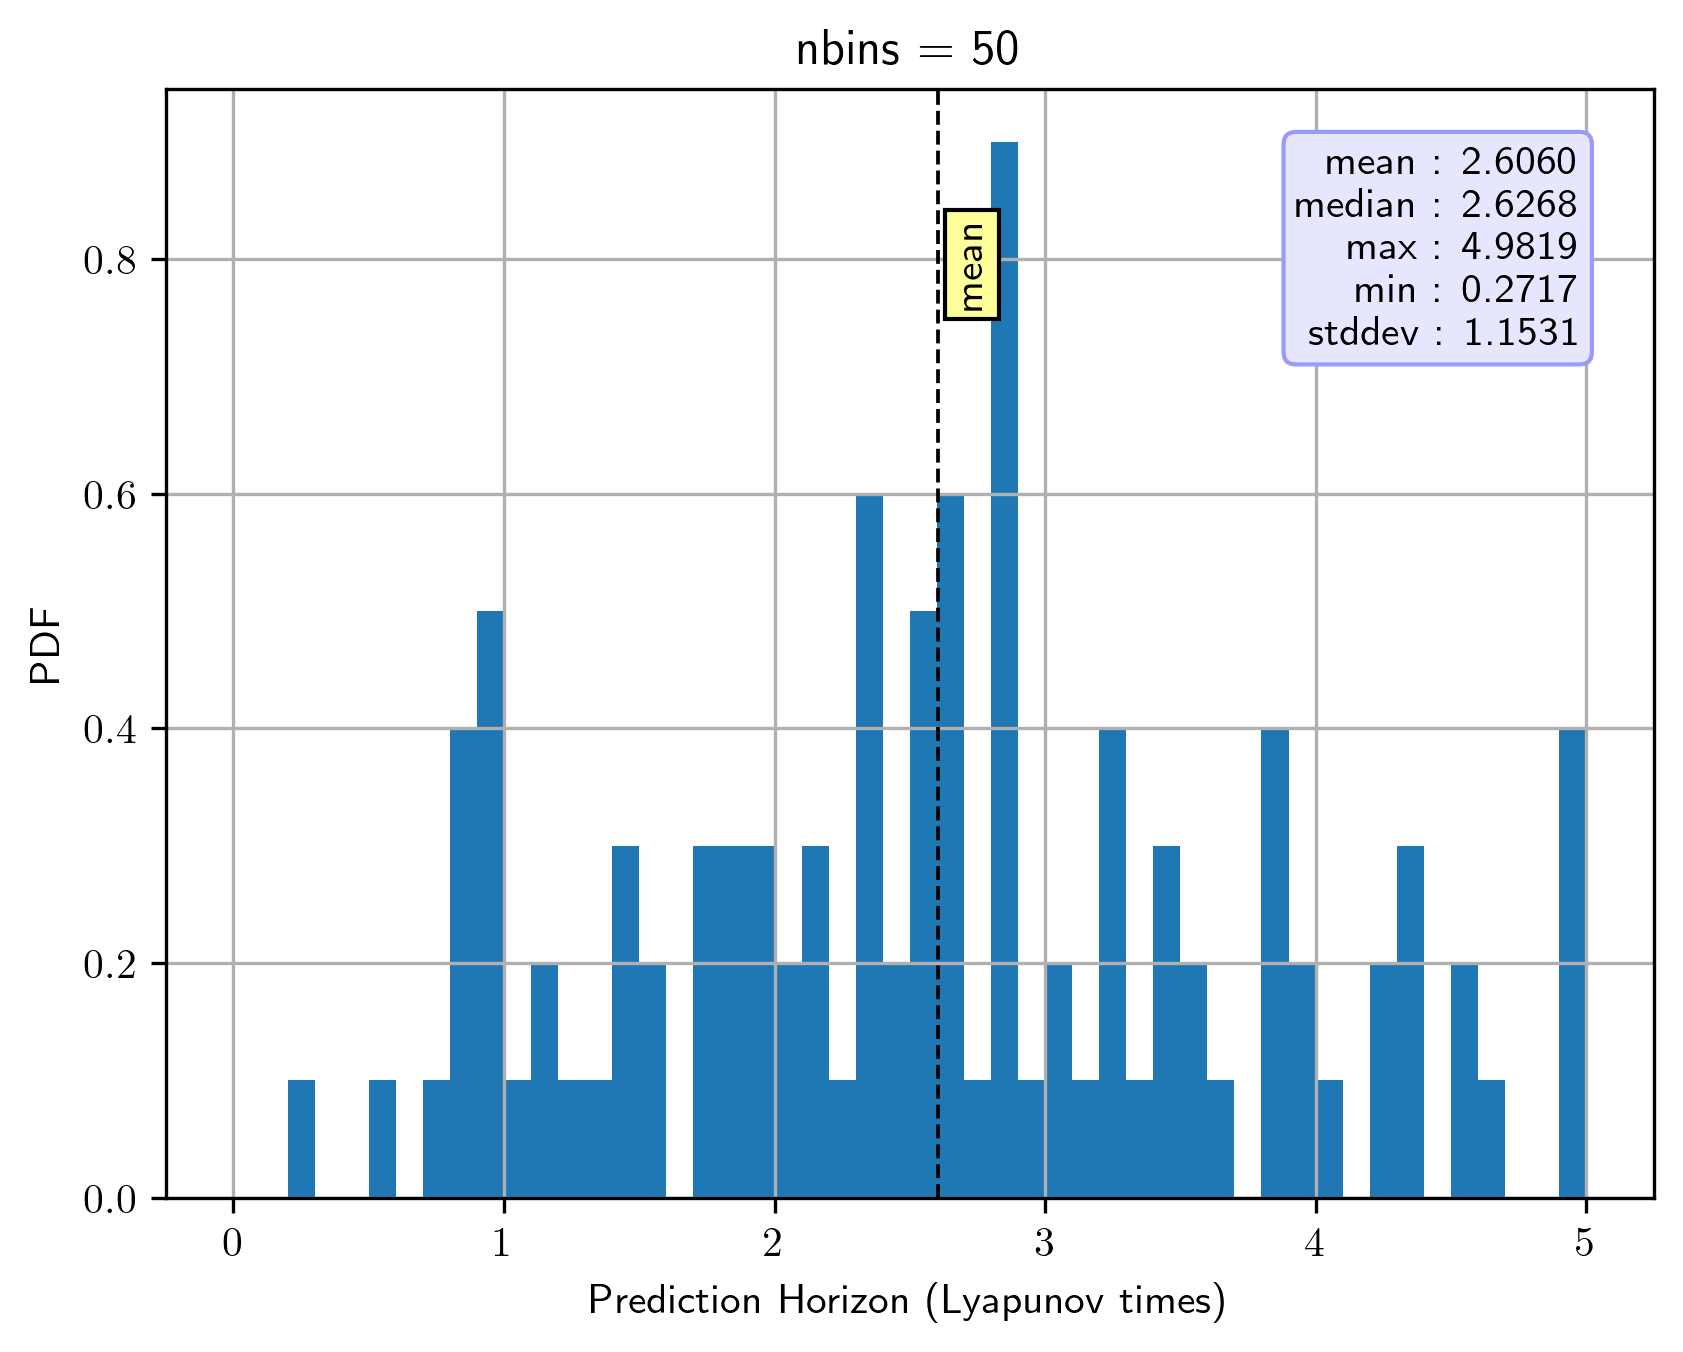 nbins = 50
mean : 2.6060
median : 2.6268
max : 4.9819
min : 0.2717
stddev : 1.1531
mean
0.8
0.6
0.4
0.2
0.0
PDF
0 1 2 3 4 5
Prediction Horizon (Lyapunov times)